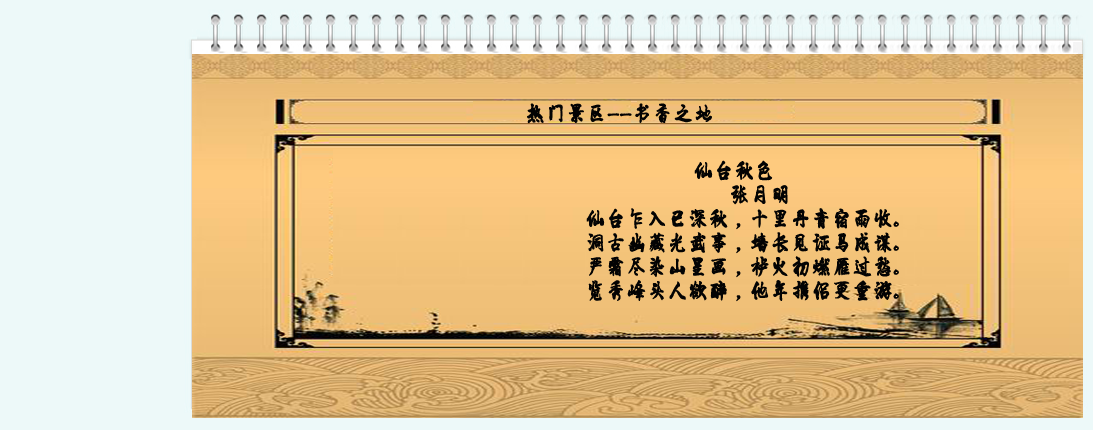 热门景区--书香之地
仙台秋色
张月明
仙台乍入已深秋，十里丹青宿雨收。
洞古幽藏光武事，墙长见证马成谋。
严霜尽染山星画，栌火初燃雁过愁。
览秀峰头人欲醉，他年携侣更重游。